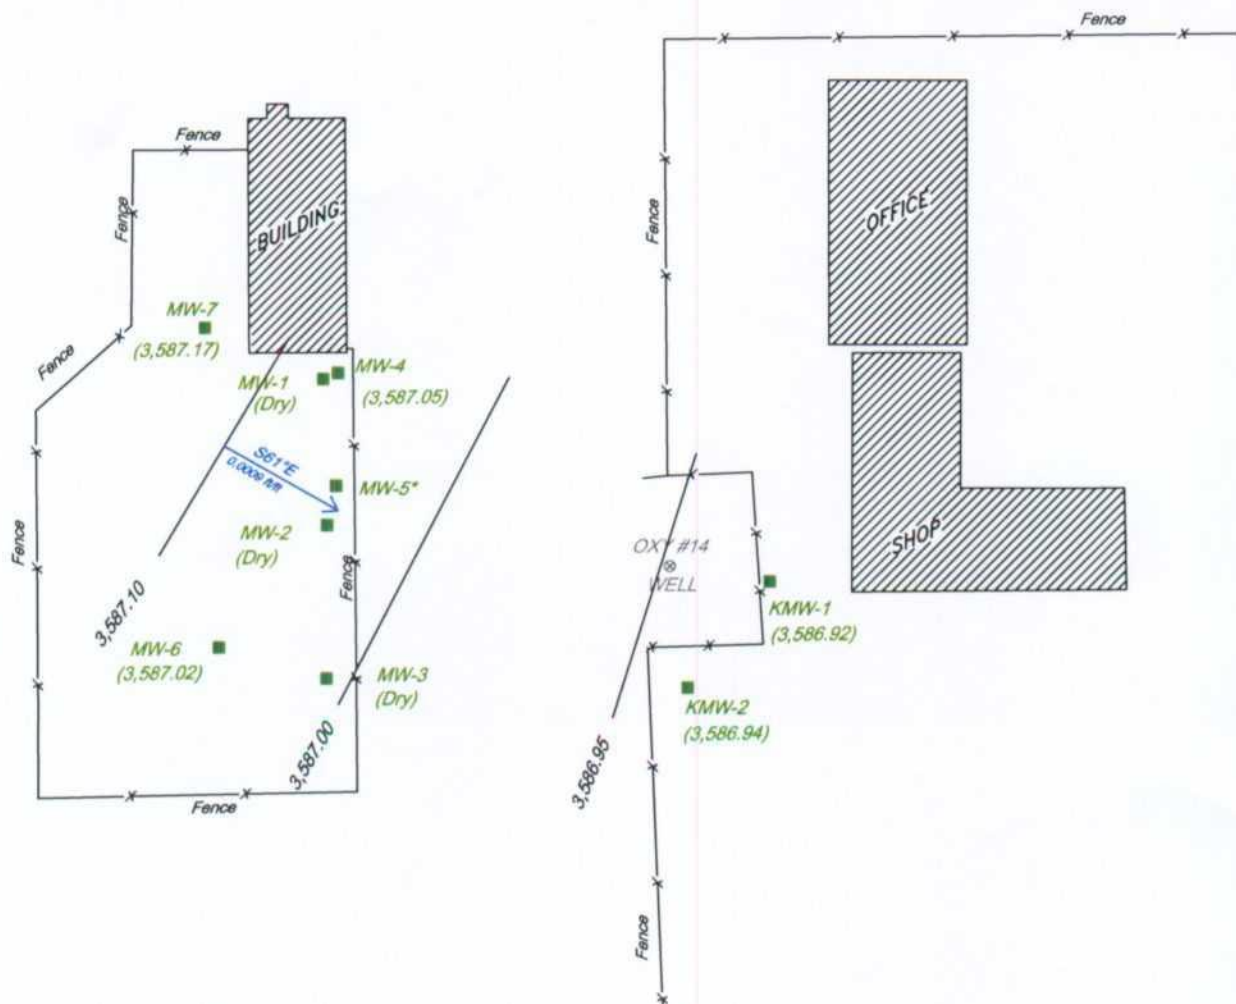 Fence
Fence
BUILDING
OFFICE
Fence
Fence
MW-7
(3,587.17)
Fence
MW-4
MW-1
(Dry)
(3,587.05)
S61°E
0.0009 ft/ft
MW-5*
MW-2
(Dry)
Fence
Fence
OXY #14
WELL
SHOP
3,587.10
KMW-1
(3,586.92)
MW-6
(3,587.02)
MW-3
(Dry)
KMW-2
(3,586.94)
3,587.00
3,586.95
Fence
Fence